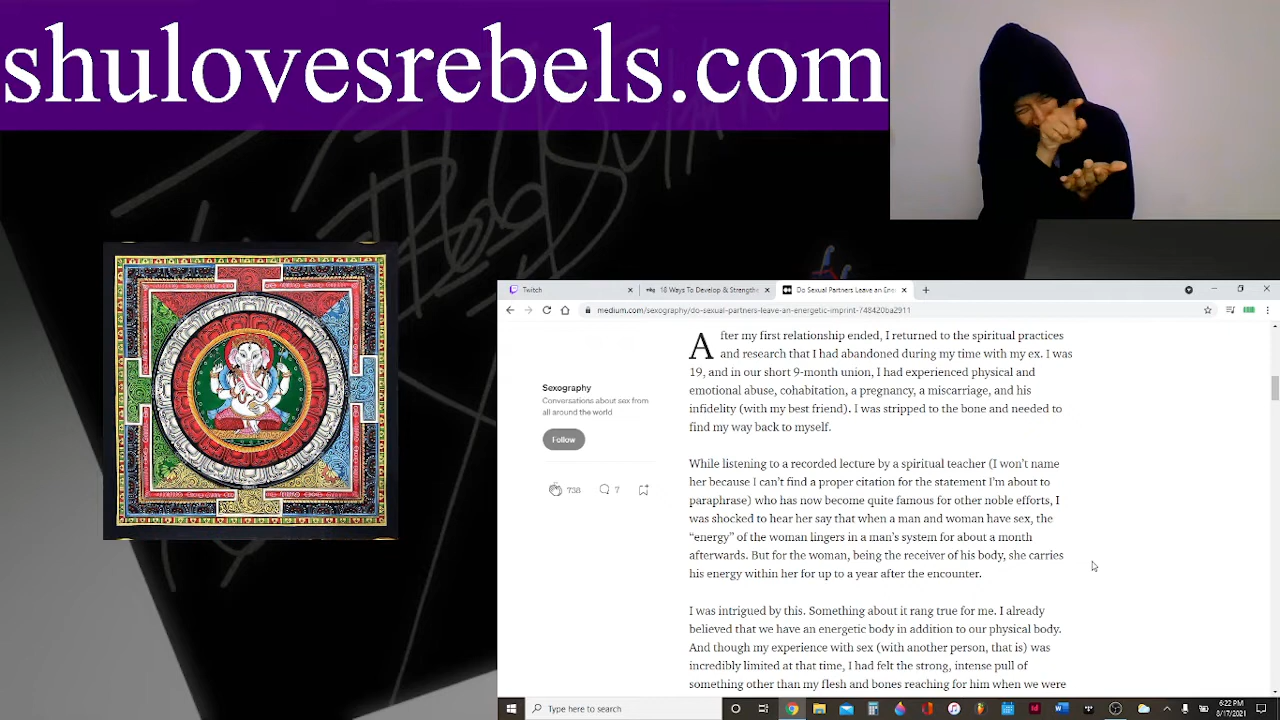 shulovesrebels.com
Twitch
10 Ways To Develop & Strengthe
Do Sexual Partners Leave an Ene
medium.com/sexography/do-sexual-partners-leave-an-energetic-imprint-748420ba2911
Sexography
Conversations about sex from
all around the world
Follow
738
7
After my first relationship ended, I returned to the spiritual practices
and research that I had abandoned during my time with my ex. I was
19, and in our short 9-month union, I had experienced physical and
emotional abuse, cohabitation, a pregnancy, a miscarriage, and his
infidelity (with my best friend). I was stripped to the bone and needed to
find my way back to myself.
While listening to a recorded lecture by a spiritual teacher (I won't name
her because I can't find a proper citation for the statement I'm about to
paraphrase) who has now become quite famous for other noble efforts, I
was shocked to hear her say that when a man and woman have sex, the
“energy” of the woman lingers in a man's system for about a month
afterwards. But for the woman, being the receiver of his body, she carries
his energy within her for up to a year after the encounter.
I was intrigued by this. Something about it rang true for me. I already
believed that we have an energetic body in addition to our physical body.
And though my experience with sex (with another person, that is) was
incredibly limited at that time, I had felt the strong, intense pull of
something other than my flesh and bones reaching for him when we were
Type here to search
6:22 PM
8/17/2021